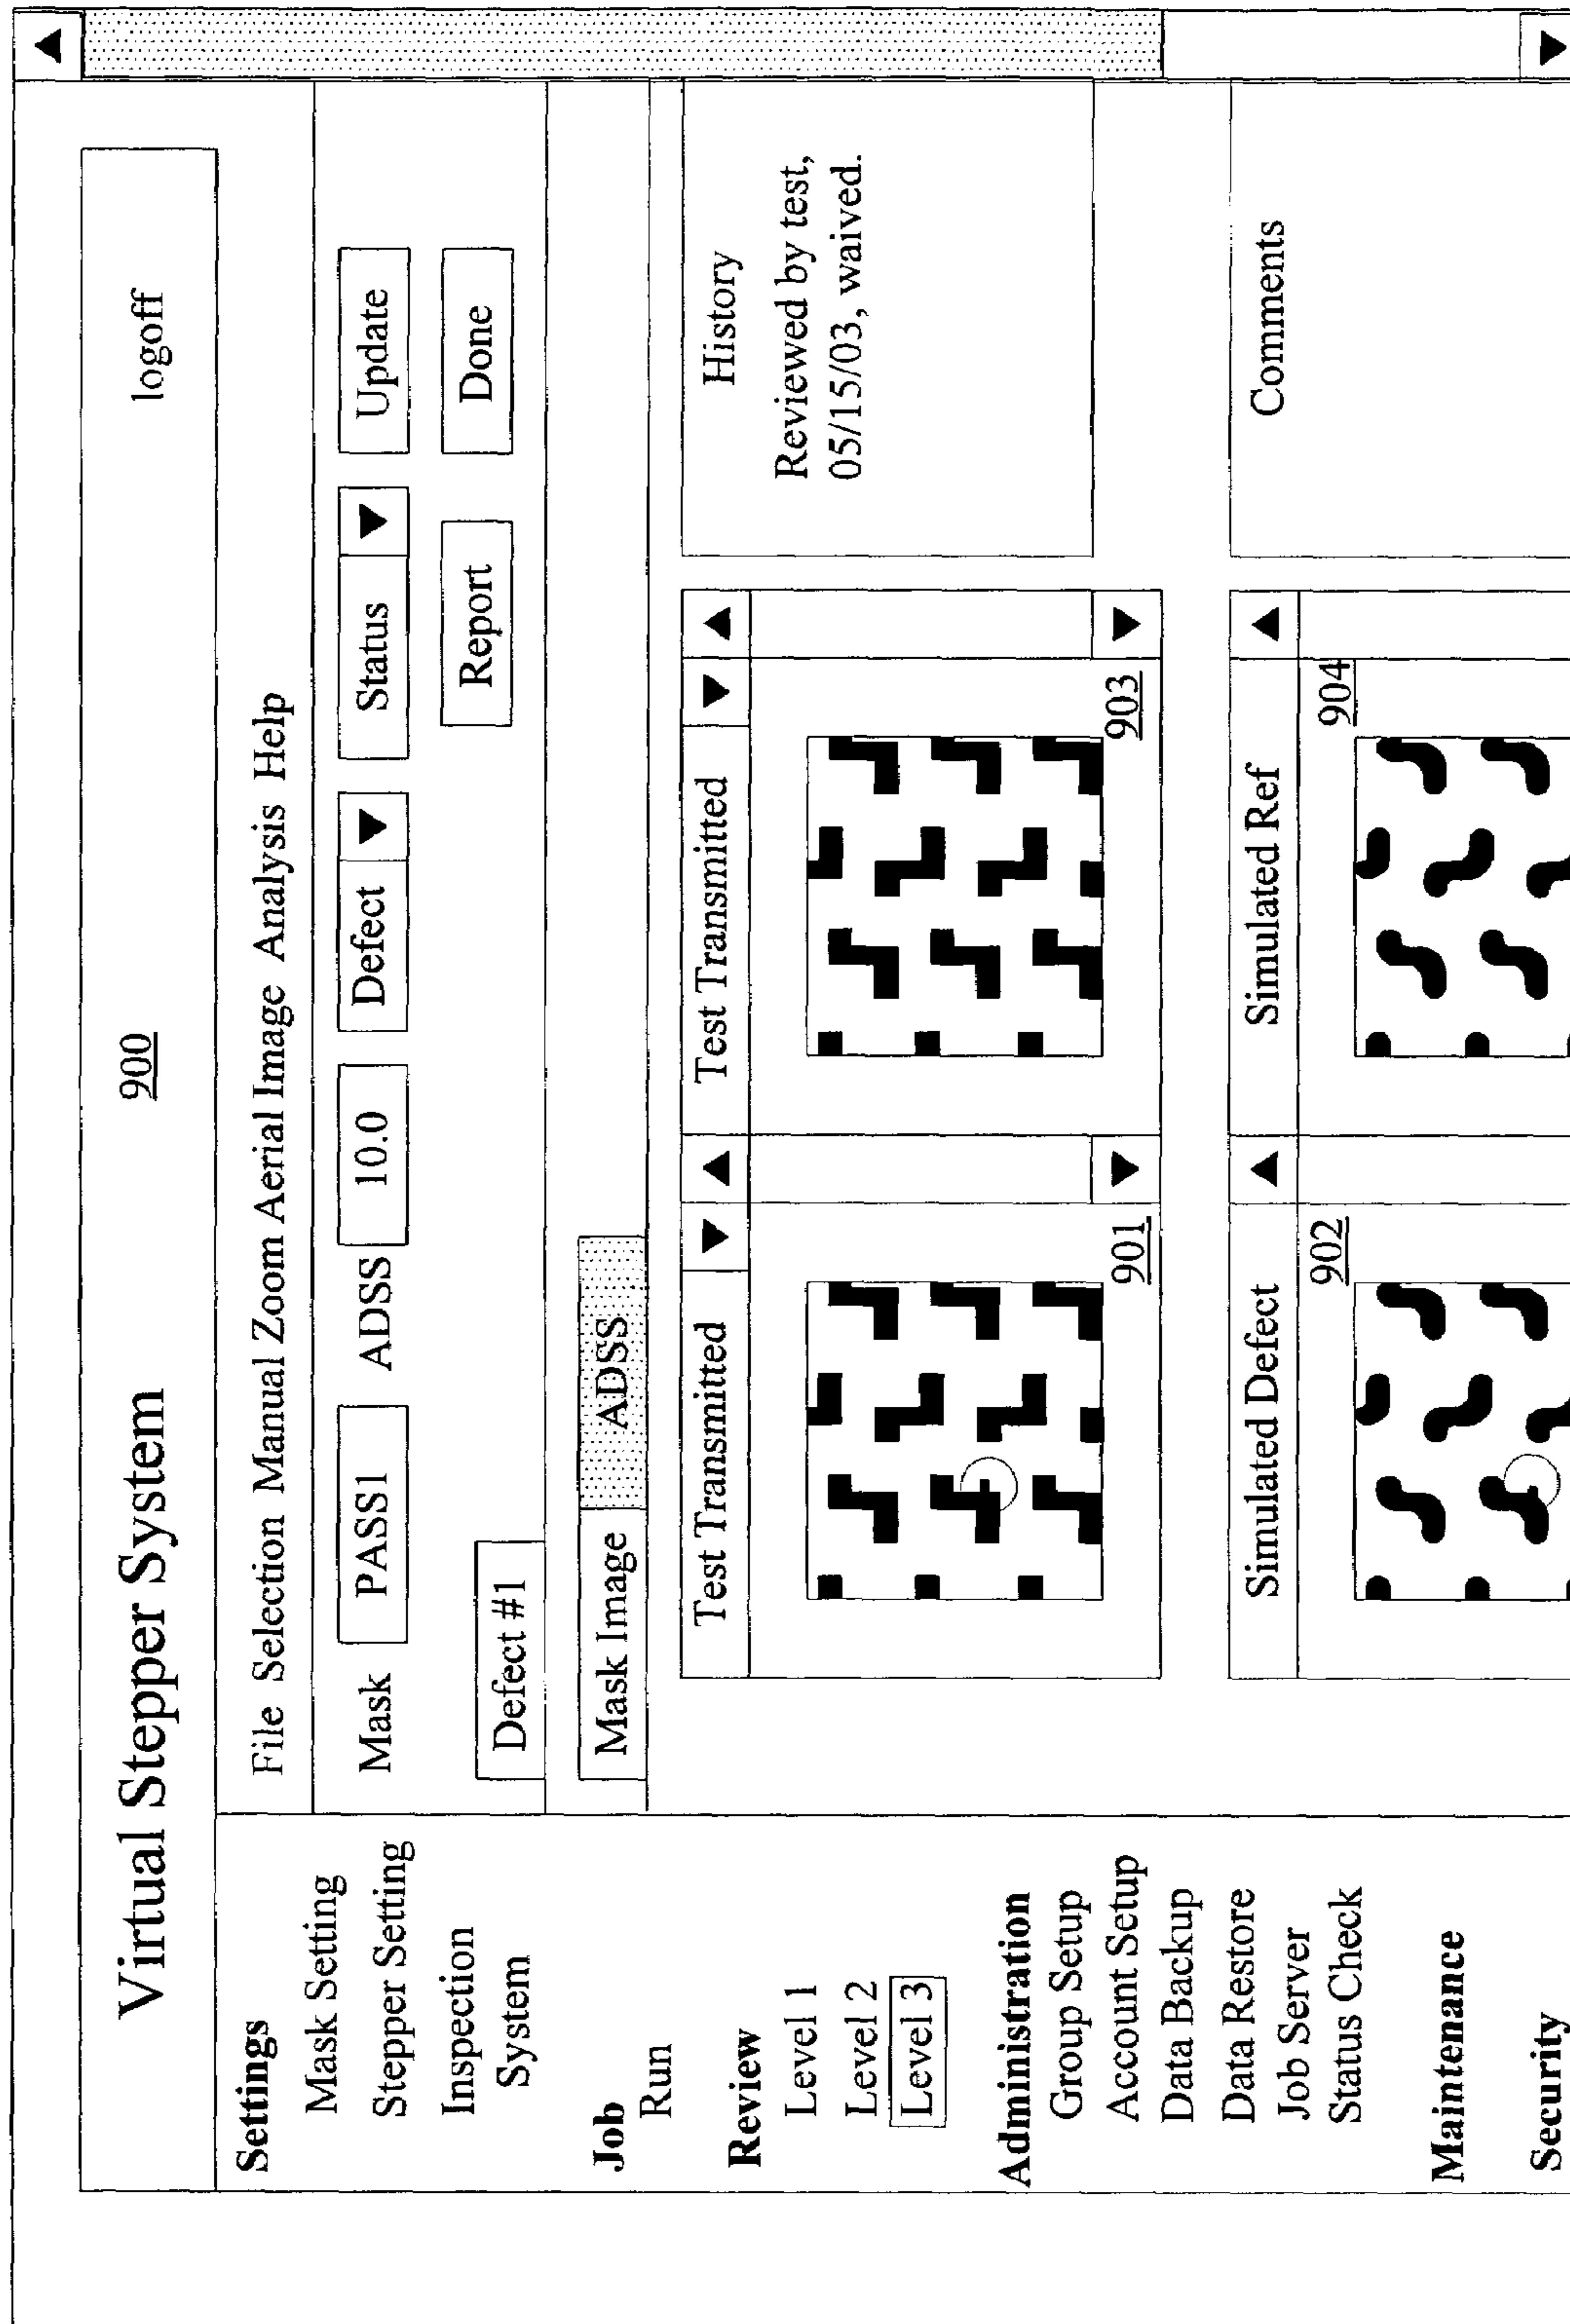 Virtual Stepper System
900
logoff
Settings
Mask Setting
Stepper Setting
Inspection
System
Job
Run
Review
Level 1
Level 2
Level 3
Administration
Group Setup
Account Setup
Data Backup
Data Restore
Job Server
Status Check
Maintenance
Security
File Selection Manual Zoom Aerial Image Analysis Help
Mask PASS1 ADSS 10.0 Defect Status Update
Report Done
Defect #1
Mask Image ADSS
Test Transmitted
901
Test Transmitted
903
History
Reviewed by test,
05/15/03, waived.
Simulated Defect
902
Simulated Ref
904
Comments